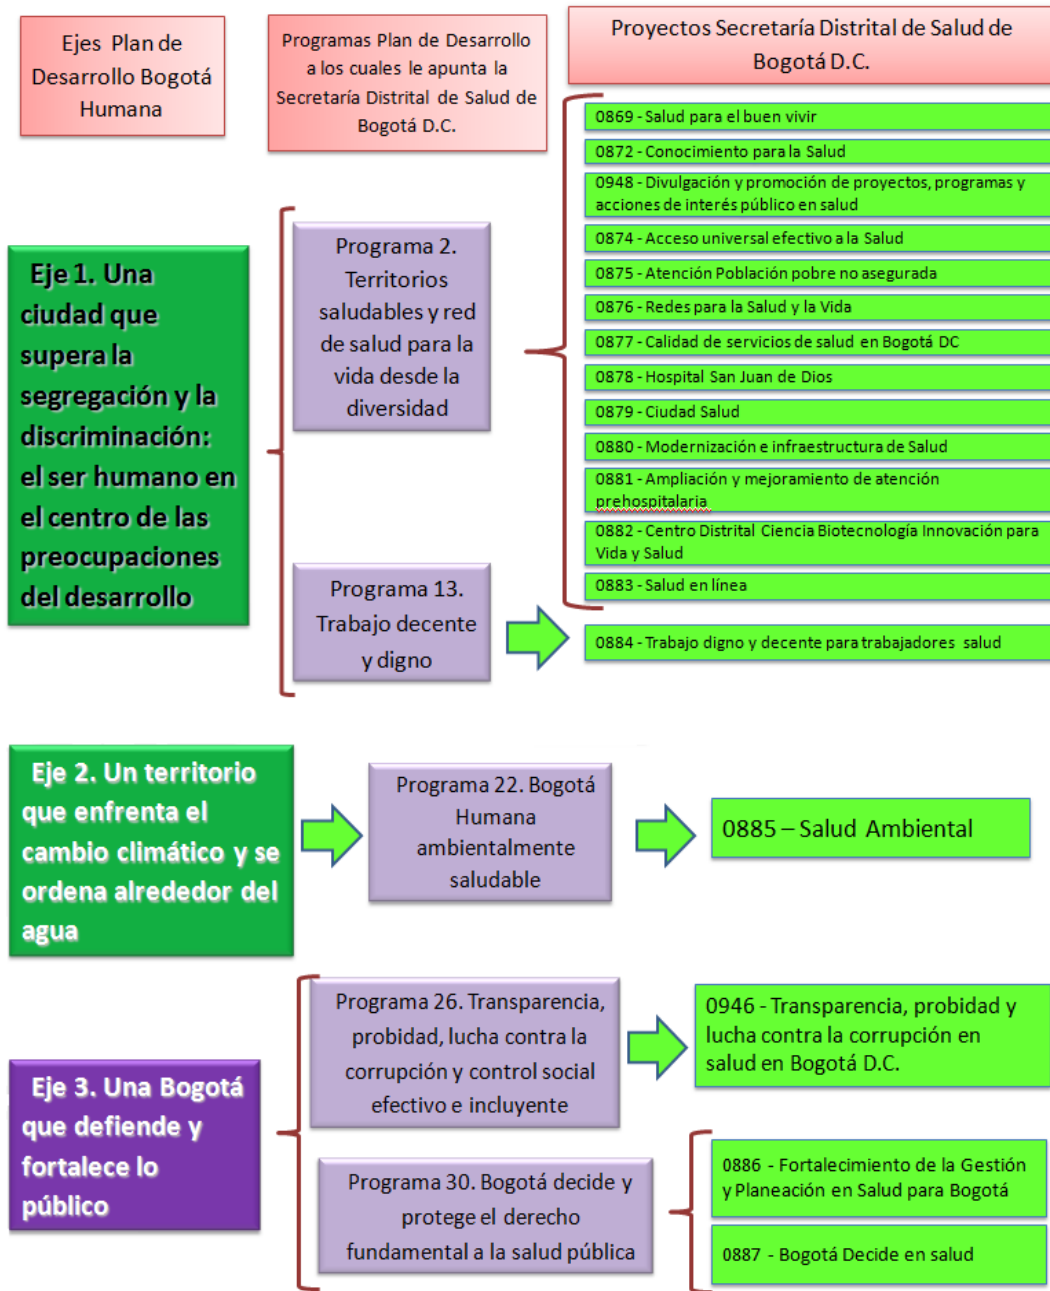 Ejes Plan de
Desarrollo Bogotá
Humana
Programas Plan de Desarrollo
a los cuales le apunta la
Secretaría Distrital de Salud de
Bogotá D.C.
Proyectos Secretaría Distrital de Salud de
Bogotá D.C.
Eje 1. Una
ciudad que
supera la
segregación y la
discriminación:
el ser humano en
el centro de las
preocupaciones
del desarrollo
Programa 2.
Territorios
saludables y red
de salud para la
vida desde la
diversidad
0869 - Salud para el buen vivir
0872 - Conocimiento para la Salud
0948 - Divulgación y promoción de proyectos, programas y
acciones de interés público en salud
0874 - Acceso universal efectivo a la Salud
0875 - Atención Población pobre no asegurada
0876 - Redes para la Salud y la Vida
0877 - Calidad de servicios de salud en Bogotá DC
0878 - Hospital San Juan de Dios
0879 - Ciudad Salud
0880 - Modernización e infraestructura de Salud
0881 - Ampliación y mejoramiento de atención
prehospitalaria
0882 - Centro Distrital Ciencia Biotecnología Innovación para
Vida y Salud
0883 - Salud en línea
Programa 13.
Trabajo decente
y digno
0884 - Trabajo digno y decente para trabajadores salud
Eje 2. Un territorio
que enfrenta el
cambio climático y se
ordena alrededor del
agua
Programa 22. Bogotá
Humana
ambientalmente
saludable
0885 – Salud Ambiental
Eje 3. Una Bogotá
que defiende y
fortalece lo
público
Programa 26. Transparencia,
probidad, lucha contra la
corrupción y control social
efectivo e incluyente
0946 - Transparencia, probidad y
lucha contra la corrupción en
salud en Bogotá D.C.
Programa 30. Bogotá decide y
protege el derecho
fundamental a la salud pública
0886 - Fortalecimiento de la Gestión
y Planeación en Salud para Bogotá
0887 - Bogotá Decide en salud